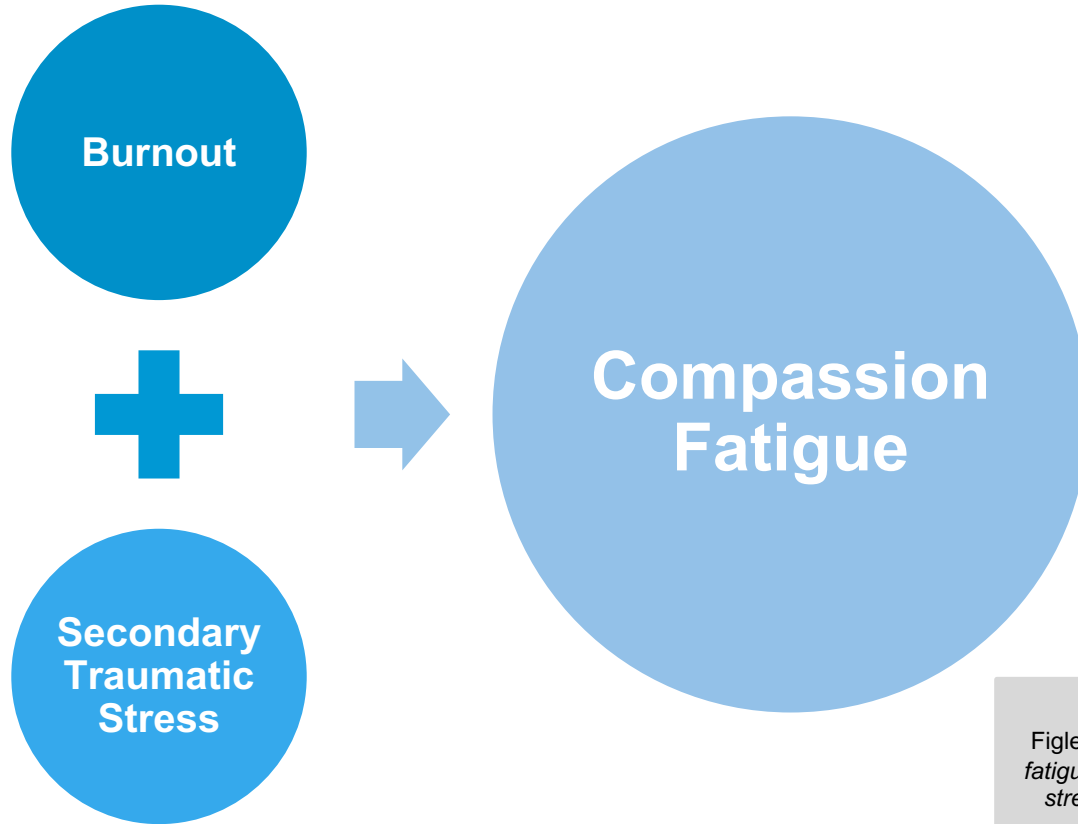 Burnout
Secondary
Traumatic
Stress
Compassion
Fatigue